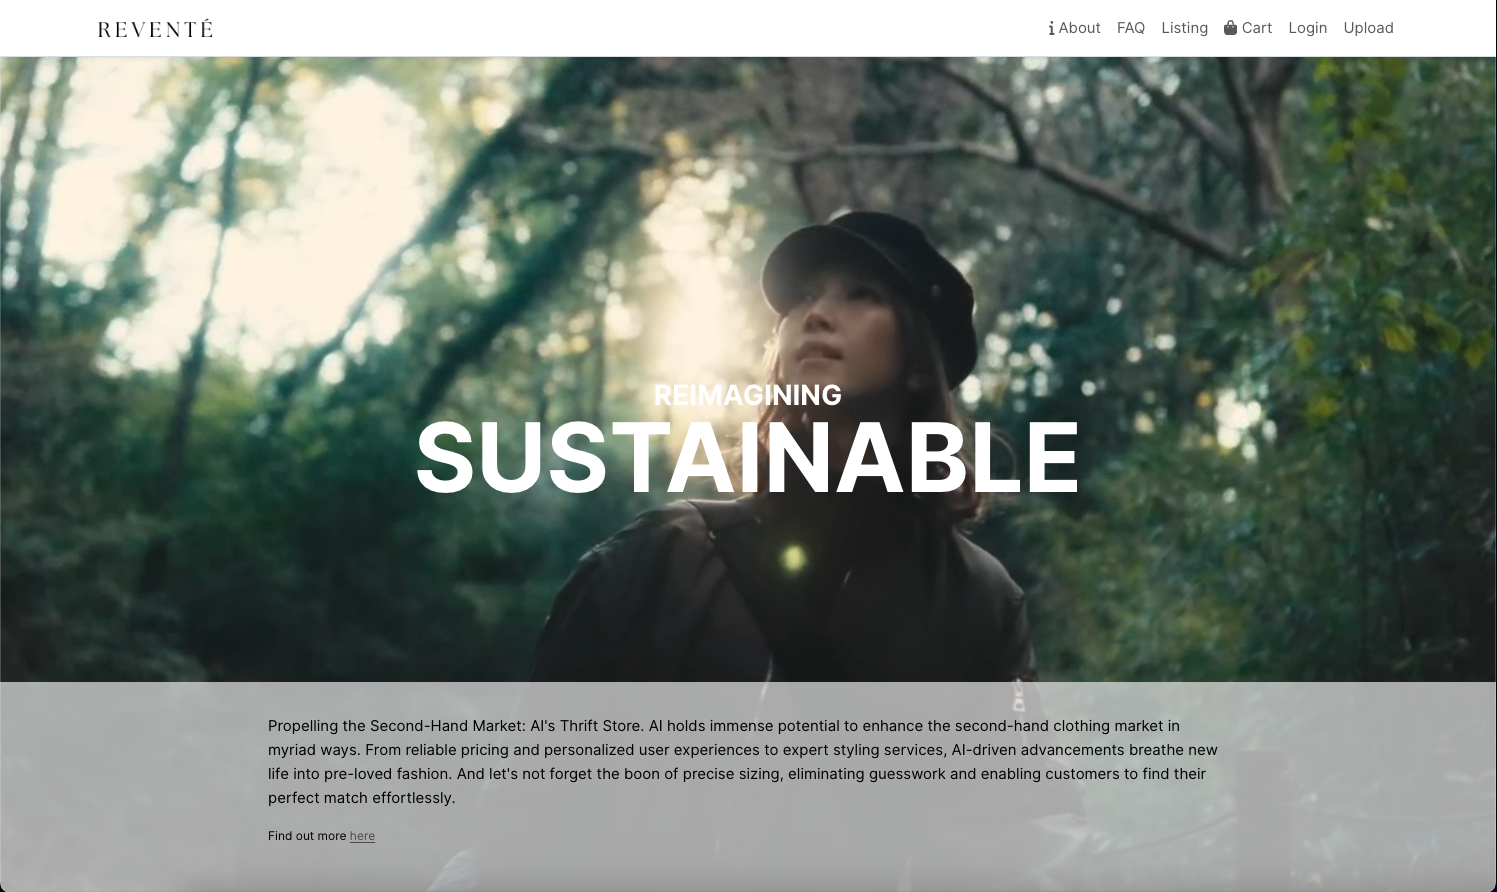 REVENTÉ
About FAQ Listing Cart Login Upload
REIMAGINING
SUSTAINABLE
Propelling the Second-Hand Market: AI's Thrift Store. AI holds immense potential to enhance the second-hand clothing market in
myriad ways. From reliable pricing and personalized user experiences to expert styling services, AI-driven advancements breathe new
life into pre-loved fashion. And let's not forget the boon of precise sizing, eliminating guesswork and enabling customers to find their
perfect match effortlessly.
Find out more here